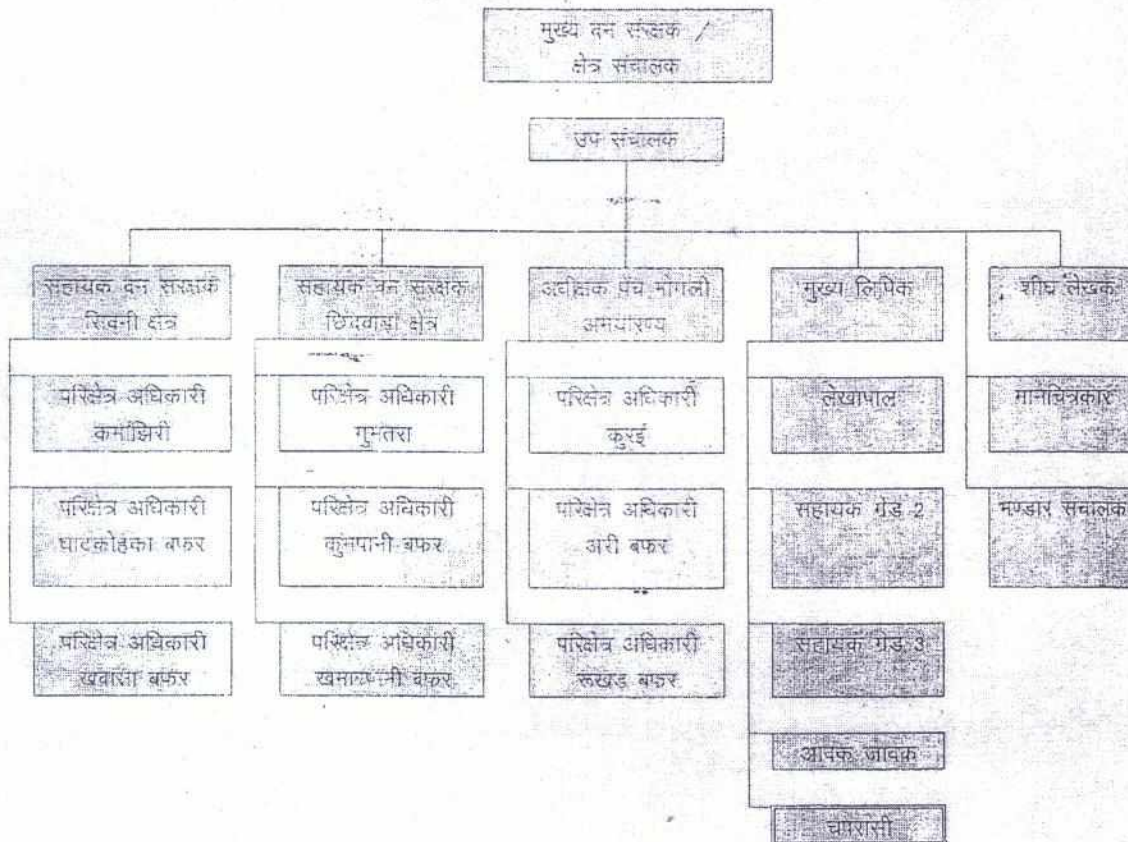 मुख्य वन संरक्षक /
क्षेत्र संचालक
उप संचालक
सहायक वन संरक्षक
सिवनी क्षेत्र
सहायक वन संरक्षक
छिंदवाड़ा क्षेत्र
अधीक्षक पेंच मोगली
अभयारण्य
मुख्य लिपिक
शीघ्र लेखक
परिक्षेत्र अधिकारी
कर्माझिरी
परिक्षेत्र अधिकारी
गुमतरा
परिक्षेत्र अधिकारी
कुरई
लेखापाल
मानचित्रकार
परिक्षेत्र अधिकारी
घाटकोहका बफर
परिक्षेत्र अधिकारी
कुंभपानी बफर
परिक्षेत्र अधिकारी
अरी बफर
सहायक ग्रेड 2
भण्डार संचालक
परिक्षेत्र अधिकारी
खवासा बफर
परिक्षेत्र अधिकारी
बफर
परिक्षेत्र अधिकारी
रूखड़ बफर
सहायक ग्रेड 3
आवक जावक
चपरासी